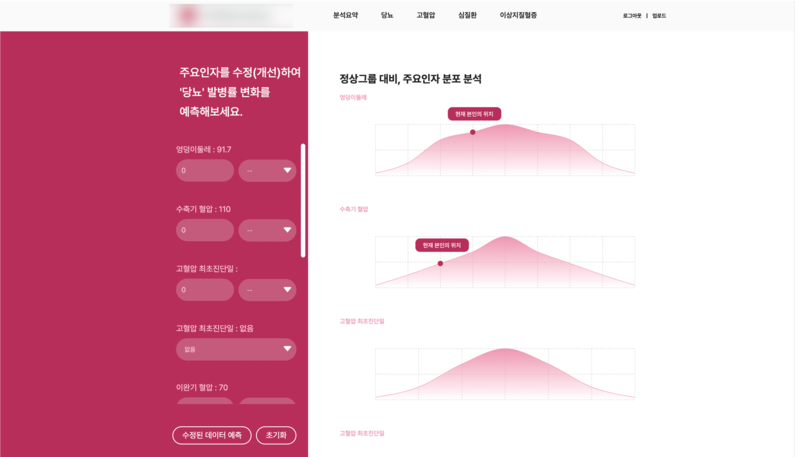 분석요약 당뇨 고혈압 심질환 이상지질혈증
로그아웃 | 업로드
주요인자를 수정(개선)하여
'당뇨' 발병률 변화를
예측해보세요.
엉덩이둘레 : 91.7
0 --
수축기 혈압 : 110
0 --
고혈압 최초진단일 :
0 --
고혈압 최초진단일 : 없음
없음
이완기 혈압 : 70
수정된 데이터 예측 초기화
정상그룹 대비, 주요인자 분포 분석
엉덩이둘레
현재 본인의 위치
수축기 혈압
현재 본인의 위치
고혈압 최초진단일
고혈압 최초진단일